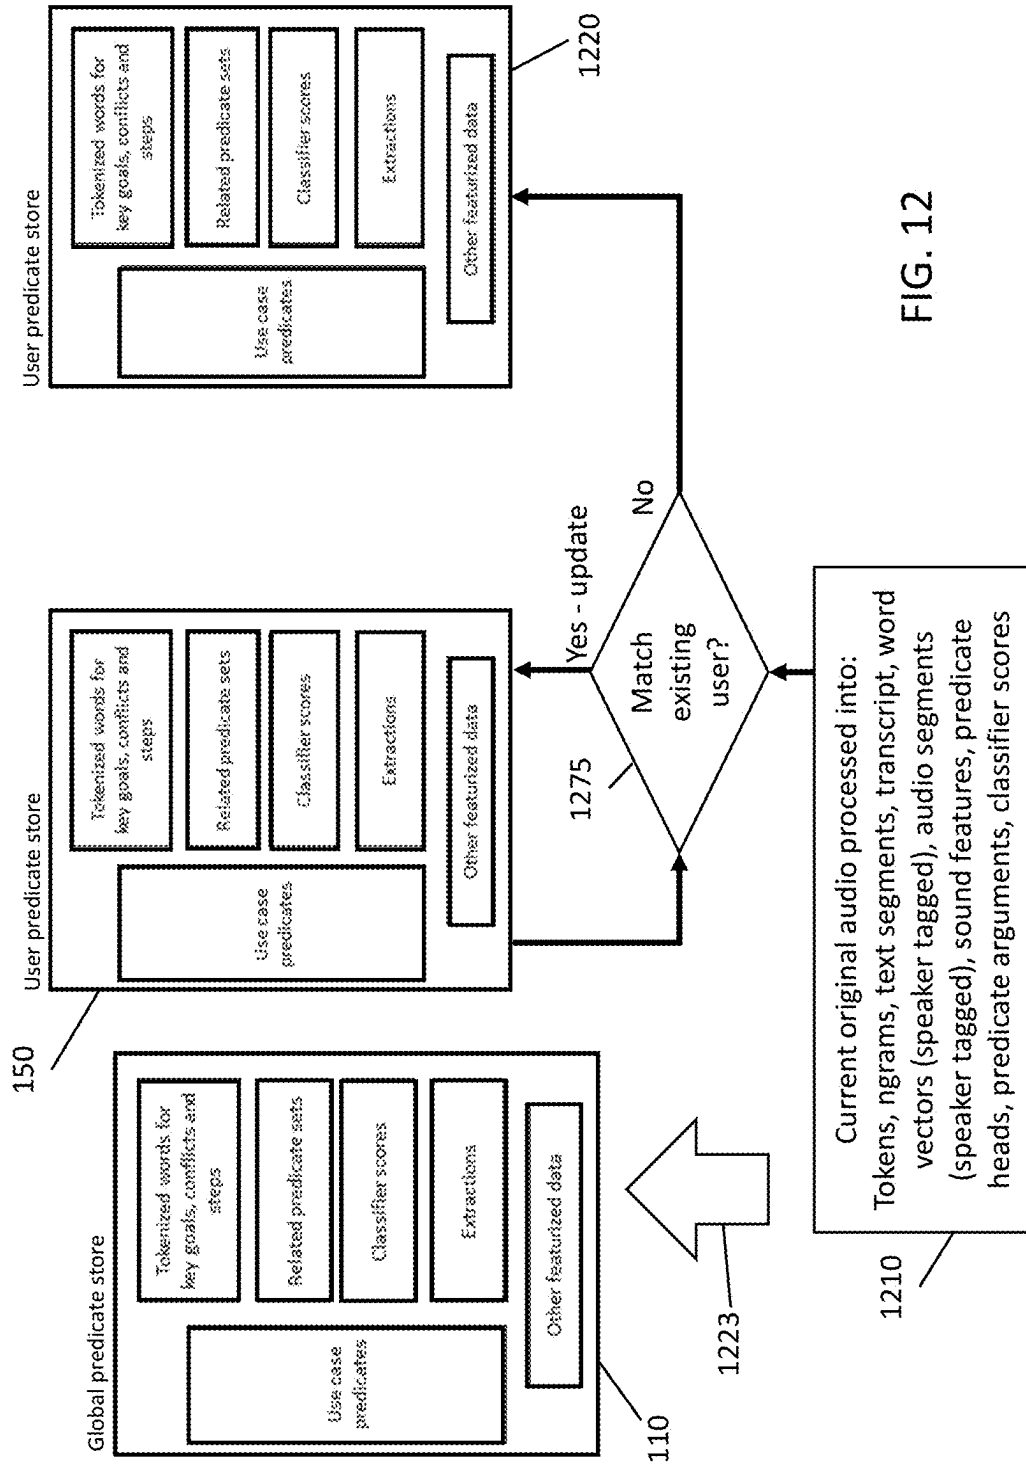 Global predicate store
Use case
predicates
Tokenized words for
key goals, conflicts and
steps
Related predicate sets
Classifier scores
Extractions
Other featurized data
110
150
User predicate store
Use case
predicates
Tokenized words for
key goals, conflicts and
steps
Related predicate sets
Classifier scores
Extractions
Other featurized data
User predicate store
Use case
predicates
Tokenized words for
key goals, conflicts and
steps
Related predicate sets
Classifier scores
Extractions
Other featurized data
1220
1223
1275
Yes - update
Match
existing
user?
No
1210
Current original audio processed into:
Tokens, ngrams, text segments, transcript, word
vectors (speaker tagged), audio segments
(speaker tagged), sound features, predicate
heads, predicate arguments, classifier scores
FIG. 12